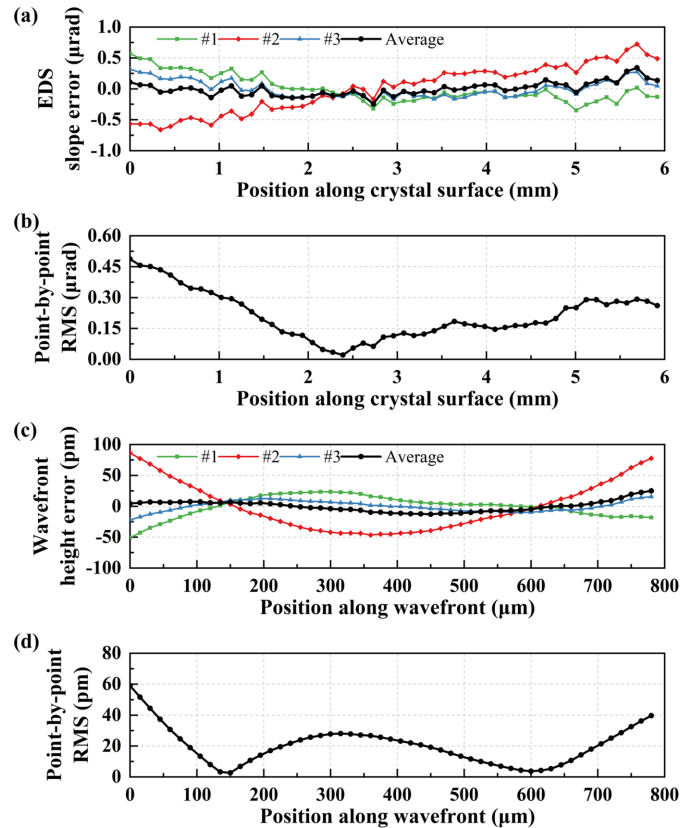 (a)
#1 #2 #3 Average
EDS
slope error (μrad)
1.0
0.5
0.0
-0.5
-1.0
0 1 2 3 4 5 6
Position along crystal surface (mm)
(b)
Point-by-point
RMS (μrad)
0.60
0.45
0.30
0.15
0.00
0 1 2 3 4 5 6
Position along crystal surface (mm)
(c)
#1 #2 #3 Average
Wavefront
height error (pm)
100
50
0
-50
-100
0 100 200 300 400 500 600 700 800
Position along wavefront (μm)
(d)
Point-by-point
RMS (pm)
80
60
40
20
0
0 100 200 300 400 500 600 700 800
Position along wavefront (μm)